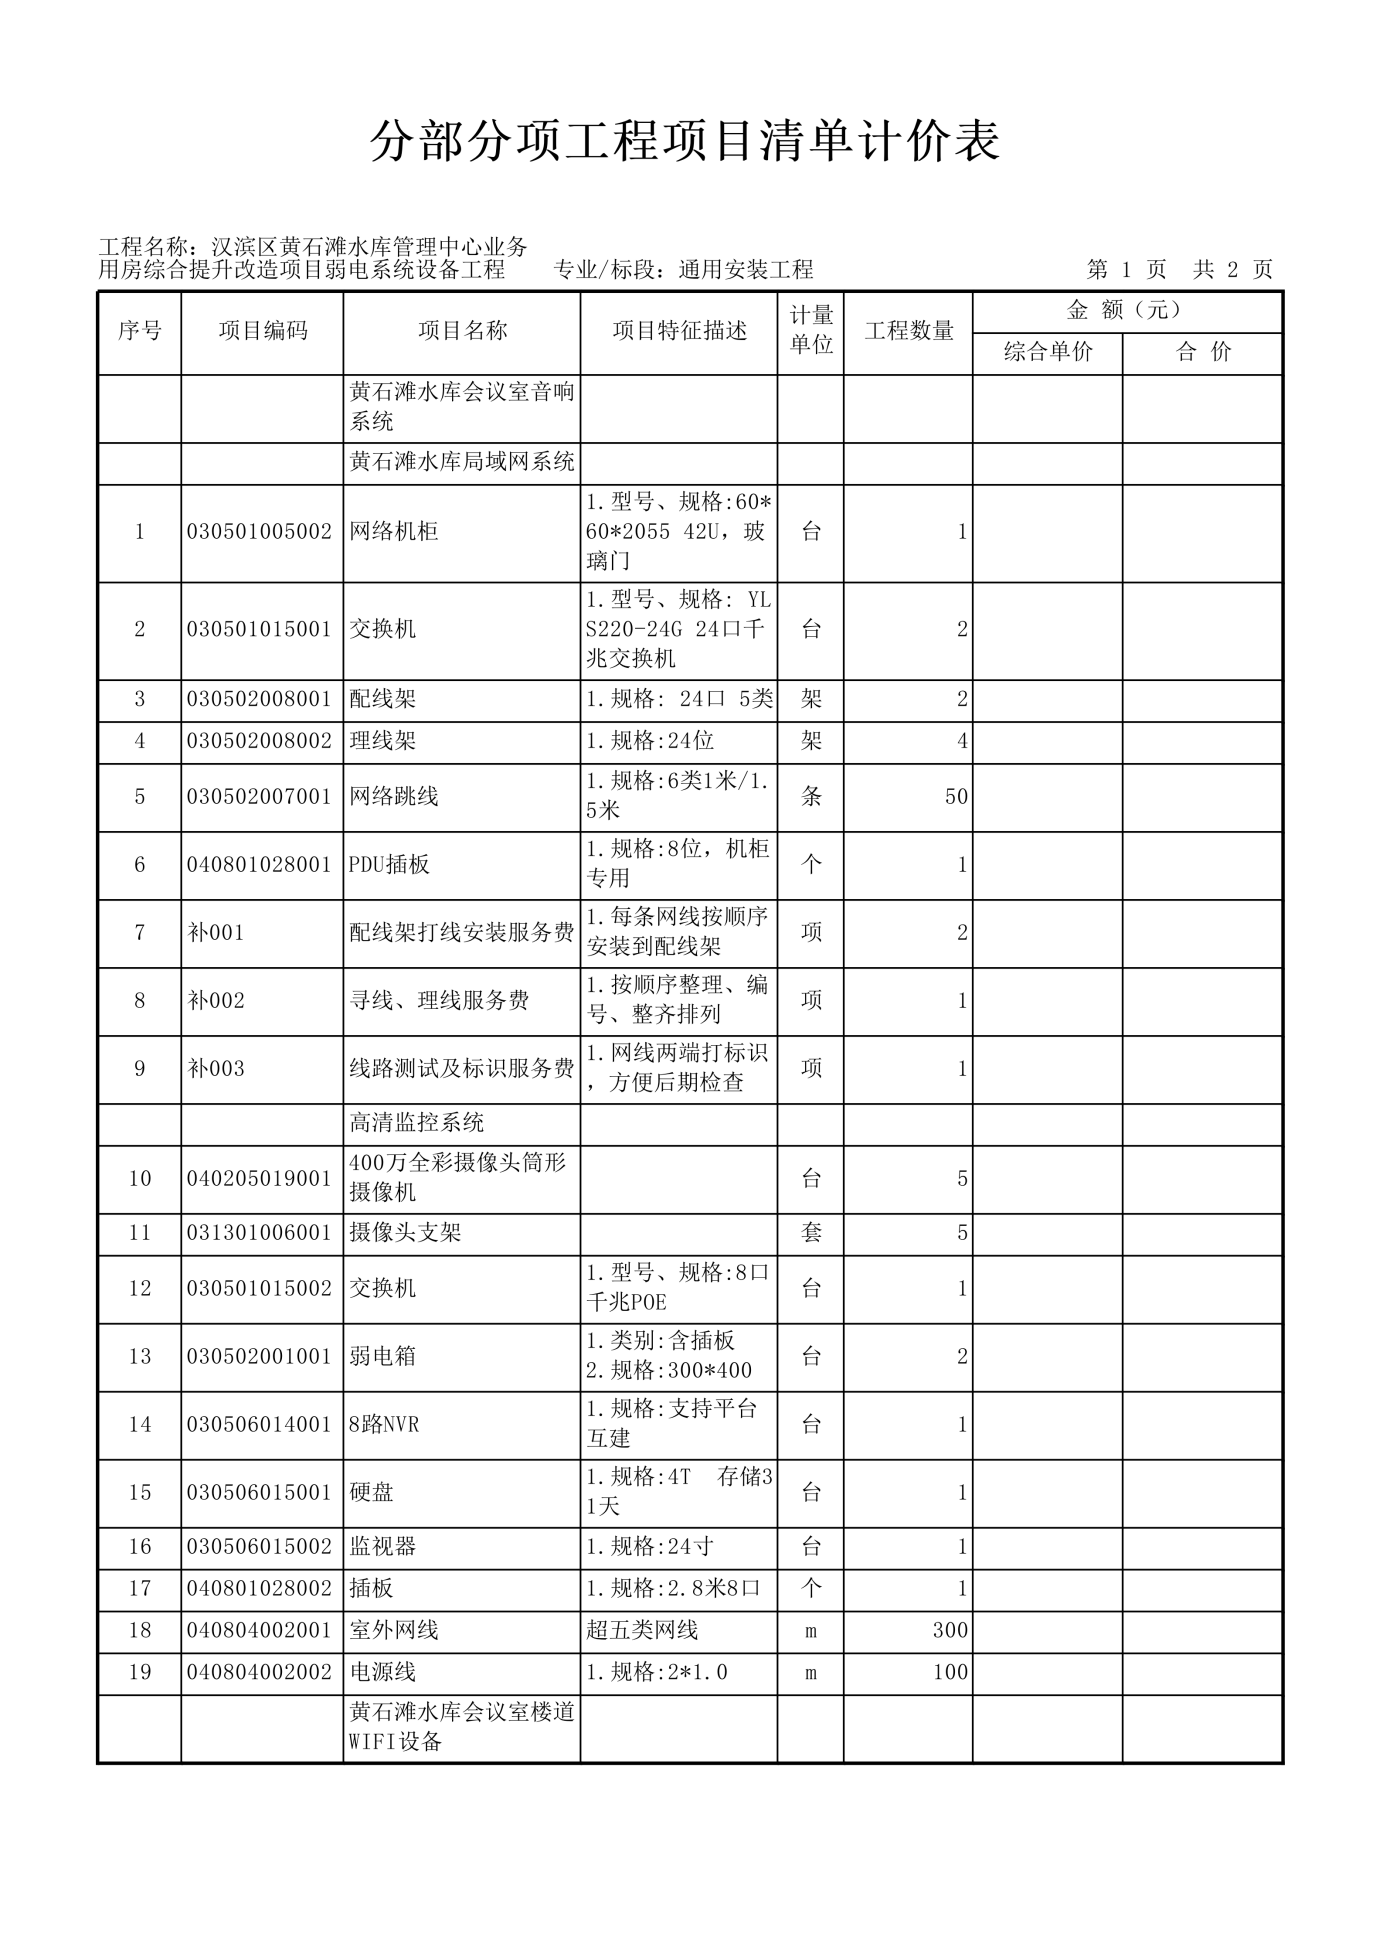 分部分项工程项目清单计价表
工程名称：汉滨区黄石滩水库管理中心业务
用房综合提升改造项目弱电系统设备工程 专业/标段：通用安装工程 第 1 页 共 2 页
序号 项目编码 项目名称 项目特征描述 计量 工程数量 金 额（元）
单位 综合单价 合 价
黄石滩水库会议室音响
系统
黄石滩水库局域网系统
1.型号、规格:60*
1 030501005002 网络机柜 60*2055 42U，玻 台 1
璃门
1.型号、规格: YL
2 030501015001 交换机 S220-24G 24口千 台 2
兆交换机
3 030502008001 配线架 1.规格: 24口 5类 架 2
4 030502008002 理线架 1.规格:24位 架 4
5 030502007001 网络跳线 1.规格:6类1米/1. 条 50
5米
6 040801028001 PDU插板 1.规格:8位，机柜 个 1
专用
7 补001 配线架打线安装服务费 1.每条网线按顺序 项 2
安装到配线架
8 补002 寻线、理线服务费 1.按顺序整理、编 项 1
号、整齐排列
9 补003 线路测试及标识服务费 1.网线两端打标识 项 1
，方便后期检查
高清监控系统
10 040205019001 400万全彩摄像头筒形 台 5
摄像机
11 031301006001 摄像头支架 套 5
12 030501015002 交换机 1.型号、规格:8口 台 1
千兆POE
13 030502001001 弱电箱 1.类别:含插板 台 2
2.规格:300*400
14 030506014001 8路NVR 1.规格:支持平台 台 1
互建
15 030506015001 硬盘 1.规格:4T 存储3 台 1
1天
16 030506015002 监视器 1.规格:24寸 台 1
17 040801028002 插板 1.规格:2.8米8口 个 1
18 040804002001 室外网线 超五类网线 m 300
19 040804002002 电源线 1.规格:2*1.0 m 100
黄石滩水库会议室楼道
WIFI设备